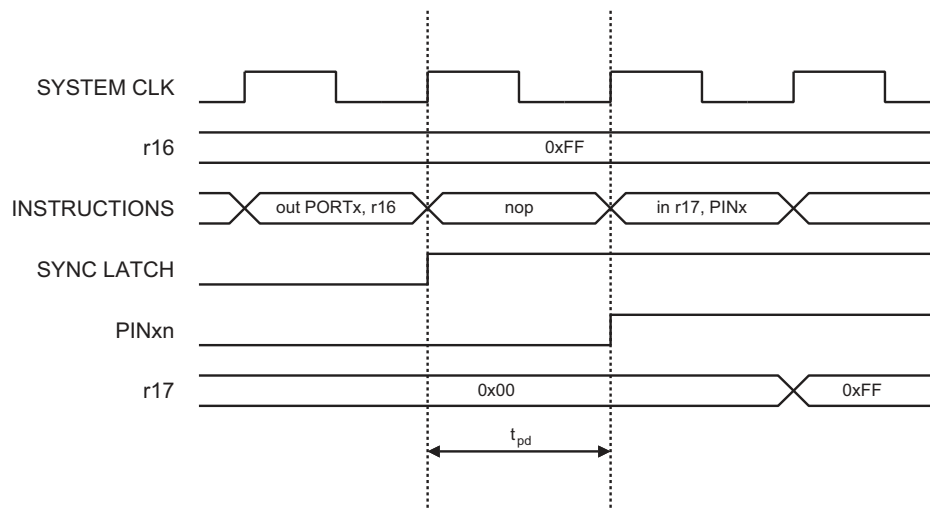 SYSTEM CLK
r16
0xFF
INSTRUCTIONS
out PORTx, r16
nop
in r17, PINx
SYNC LATCH
PINxn
r17
0x00
0xFF
tpd